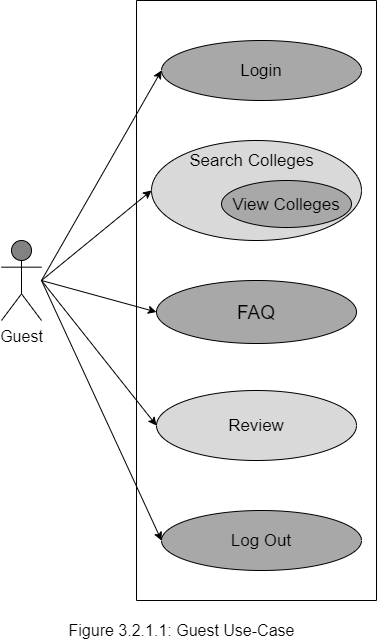 Login
Search Colleges
View Colleges
FAQ
Guest
Review
Log Out
Figure 3.2.1.1: Guest Use-Case